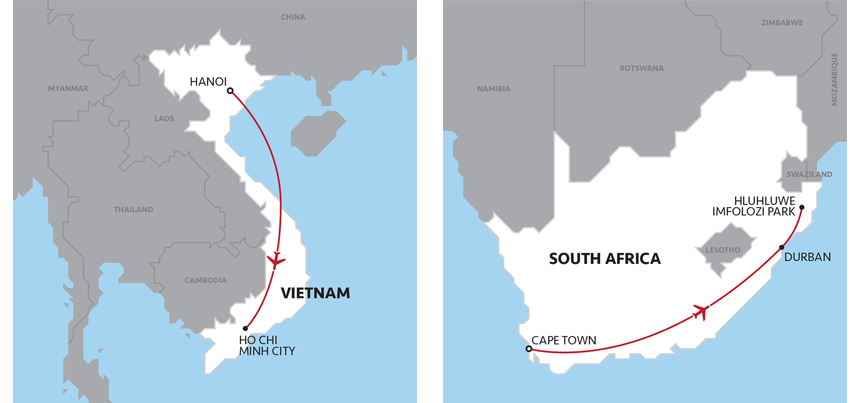 CHINA
HANOI
MYANMAR
LAOS
THAILAND
CAMBODIA
VIETNAM
HO CHI
MINH CITY
ZIMBABWE
BOTSWANA
NAMIBIA
MOZAMBIQUE
SWAZILAND
HLUHLUWE
IMFOLOZI PARK
LESOTHO
SOUTH AFRICA
DURBAN
CAPE TOWN